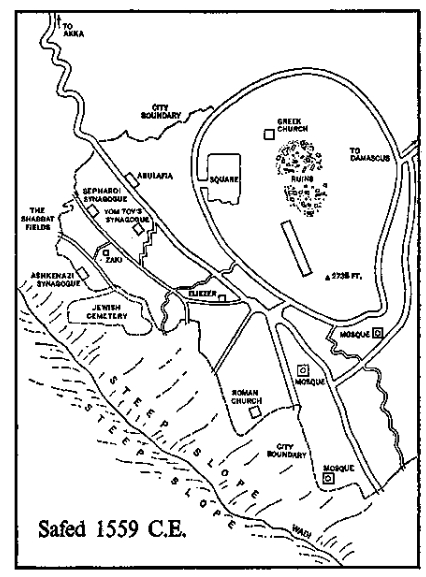 TO
AKKA
CITY
BOUNDARY
GREEK
CHURCH
TO
DAMASCUS
ABULAFIA
SQUARE
RUINS
SEPHARDI
SYNAGOGUE
YOM TOV'S
SYNAGOGUE
THE
SHABBAT
FIELDS
ZAKI
ASHKENAZI
SYNAGOGUE
ELIEZER
2735 FT.
JEWISH
CEMETERY
MOSQUE
MOSQUE
ROMAN
CHURCH
STEEP SLOPE
STEEP SLOPE
CITY
BOUNDARY
MOSQUE
WADI
Safed 1559 C.E.